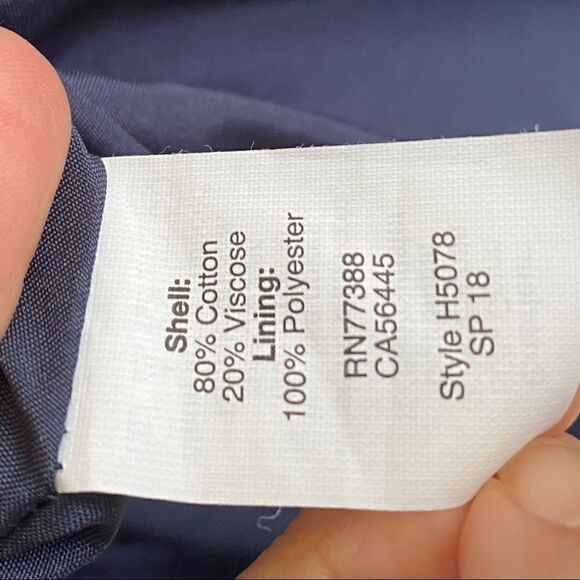 Shell:
80% Cotton
20% Viscose
Lining:
100% Polyester
RN77388
CA56445
Style H5078
SP 18